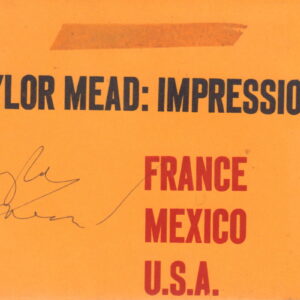 YLOR MEAD: IMPRESSIO
FRANCE
MEXICO
U.S.A.